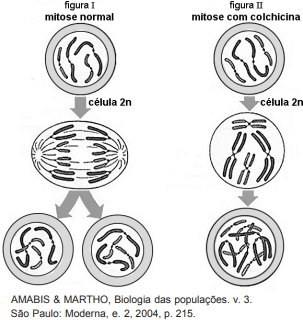 figura I
mitose normal
figura II
mitose com colchicina
célula 2n
célula 2n
AMABIS & MARTHO, Biologia das populações. v. 3.
São Paulo: Moderna, e. 2, 2004, p. 215.